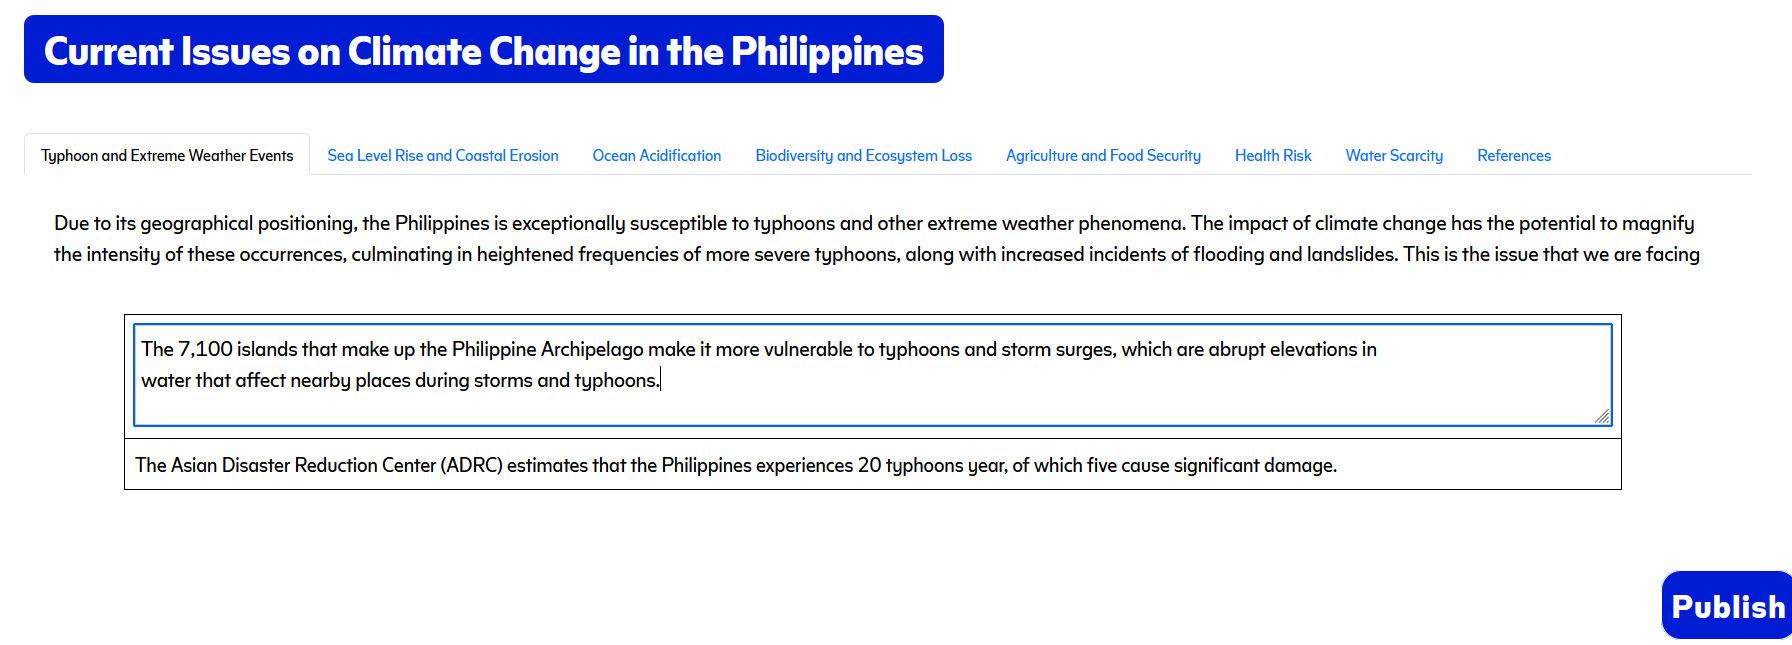 Current Issues on Climate Change in the Philippines
Typhoon and Extreme Weather Events
Sea Level Rise and Coastal Erosion
Ocean Acidification
Biodiversity and Ecosystem Loss
Agriculture and Food Security
Health Risk
Water Scarcity
References
Due to its geographical positioning, the Philippines is exceptionally susceptible to typhoons and other extreme weather phenomena. The impact of climate change has the potential to magnify
the intensity of these occurrences, culminating in heightened frequencies of more severe typhoons, along with increased incidents of flooding and landslides. This is the issue that we are facing
The 7,100 islands that make up the Philippine Archipelago make it more vulnerable to typhoons and storm surges, which are abrupt elevations in
water that affect nearby places during storms and typhoons.
The Asian Disaster Reduction Center (ADRC) estimates that the Philippines experiences 20 typhoons year, of which five cause significant damage.
Publish